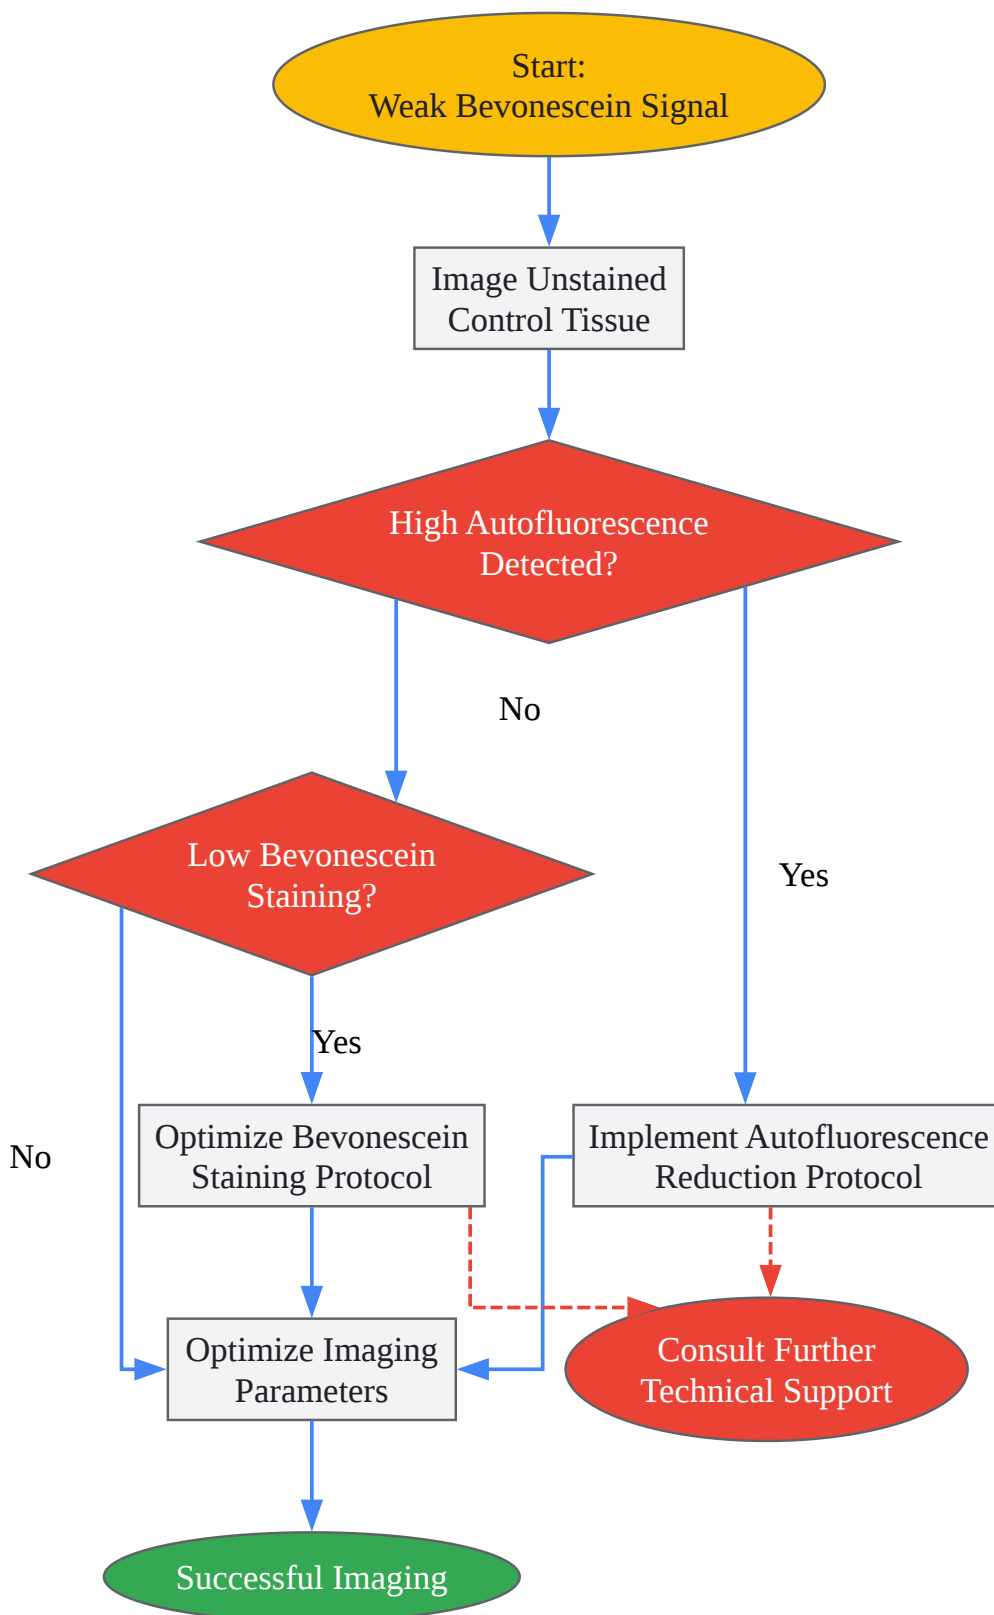 Start:
Weak Bevonescein Signal
Image Unstained
Control Tissue
High Autofluorescence
Detected?
No
Low Bevonescein
Staining?
Yes
Yes
No
Optimize Bevonescein
Staining Protocol
Implement Autofluorescence
Reduction Protocol
Optimize Imaging
Parameters
Consult Further
Technical Support
Successful Imaging